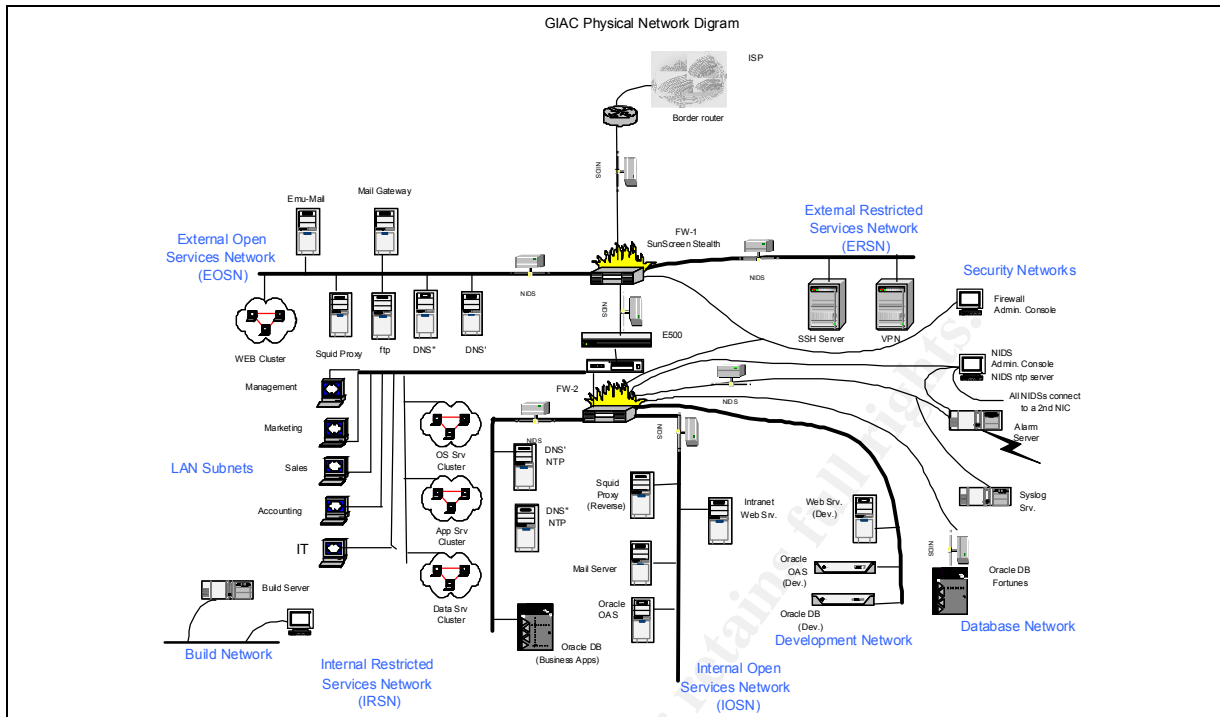 GIAC Physical Network Digram
ISP
Border router
NIDS
Emu-Mail
Mail Gateway
External Open
Services Network
(EOSN)
FW-1
SunScreen Stealth
External Restricted
Services Network
(ERSN)
NIDS
NIDS
Security Networks
Firewall
Admin. Console
NIDS
E500
WEB Cluster
Squid Proxy
ftp
DNS"
DNS'
SSH Server
VPN
NIDS
Admin. Console
NIDS ntp server
All NIDSs connect
to a 2nd NIC
Management
FW-2
NIDS
Alarm
Server
Marketing
OS Srv
Cluster
NIDS
DNS'
NTP
NIDS
LAN Subnets
Sales
Squid
Proxy
(Reverse)
Intranet
Web Srv.
Web Srv.
(Dev.)
Syslog
Srv.
Accounting
App Srv
Cluster
DNS"
NTP
IT
Mail Server
Oracle
OAS
(Dev.)
NIDS
Oracle DB
Fortunes
Build Server
Data Srv
Cluster
Oracle
OAS
Oracle DB
(Dev.)
Database Network
Build Network
Oracle DB
(Business Apps)
Development Network
Internal Restricted
Services Network
(IRSN)
Internal Open
Services Network
(IOSN)
retains full rights.